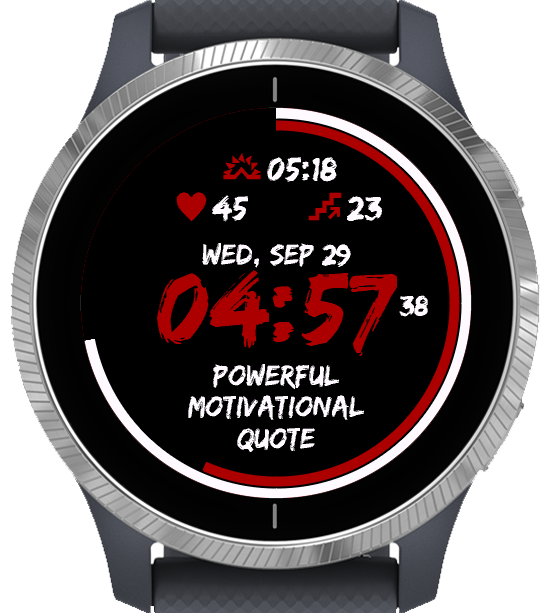 05:18
45 23
WED, SEP 29
04:57 38
POWERFUL
MOTIVATIONAL
QUOTE